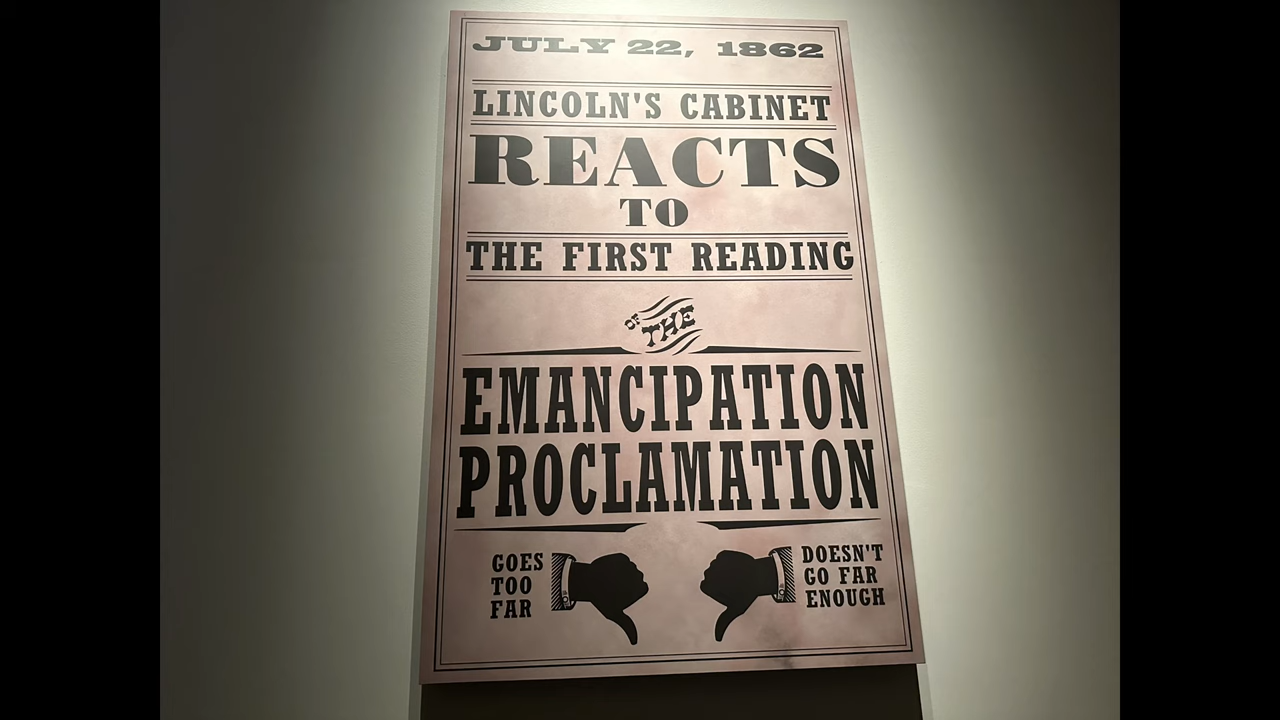 JULY 22, 1862
LINCOLN'S CABINET
REACTS
TO
THE FIRST READING
OF THE
EMANCIPATION
PROCLAMATION
GOES
TOO
FAR
DOESN'T
GO FAR
ENOUGH